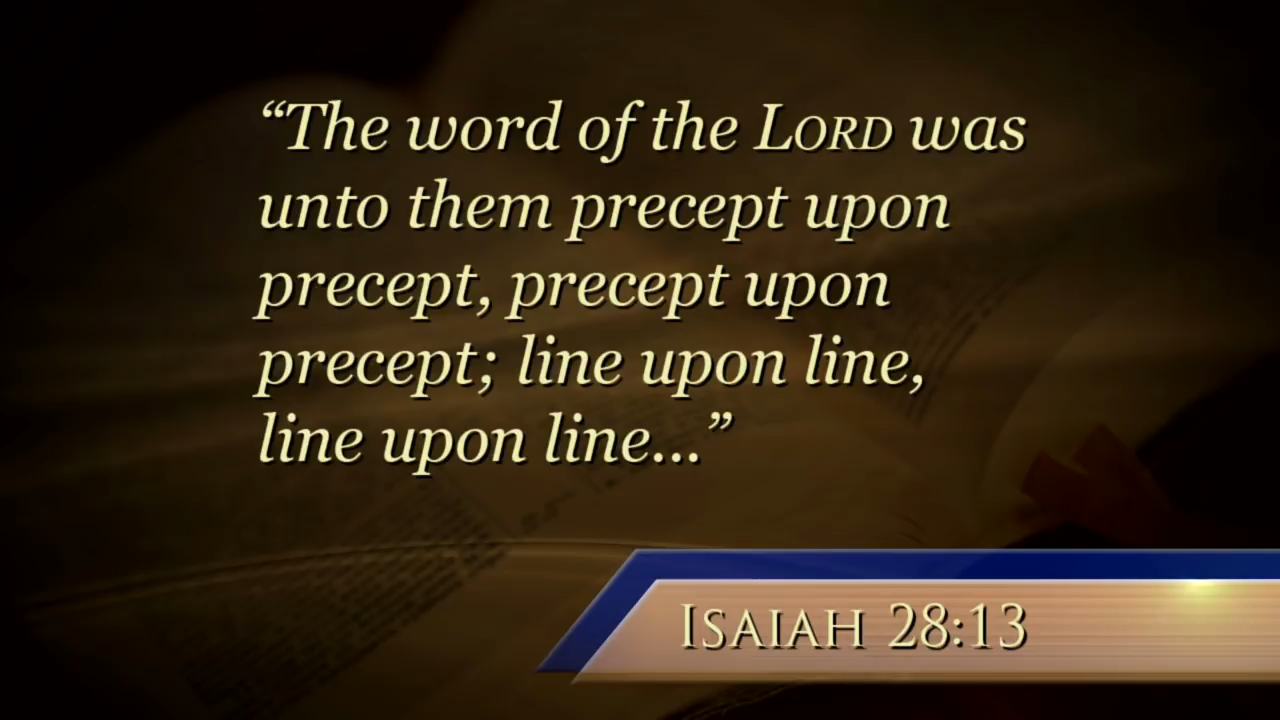 “The word of the LORD was
unto them precept upon
precept, precept upon
precept; line upon line,
line upon line...”
ISAIAH 28:13